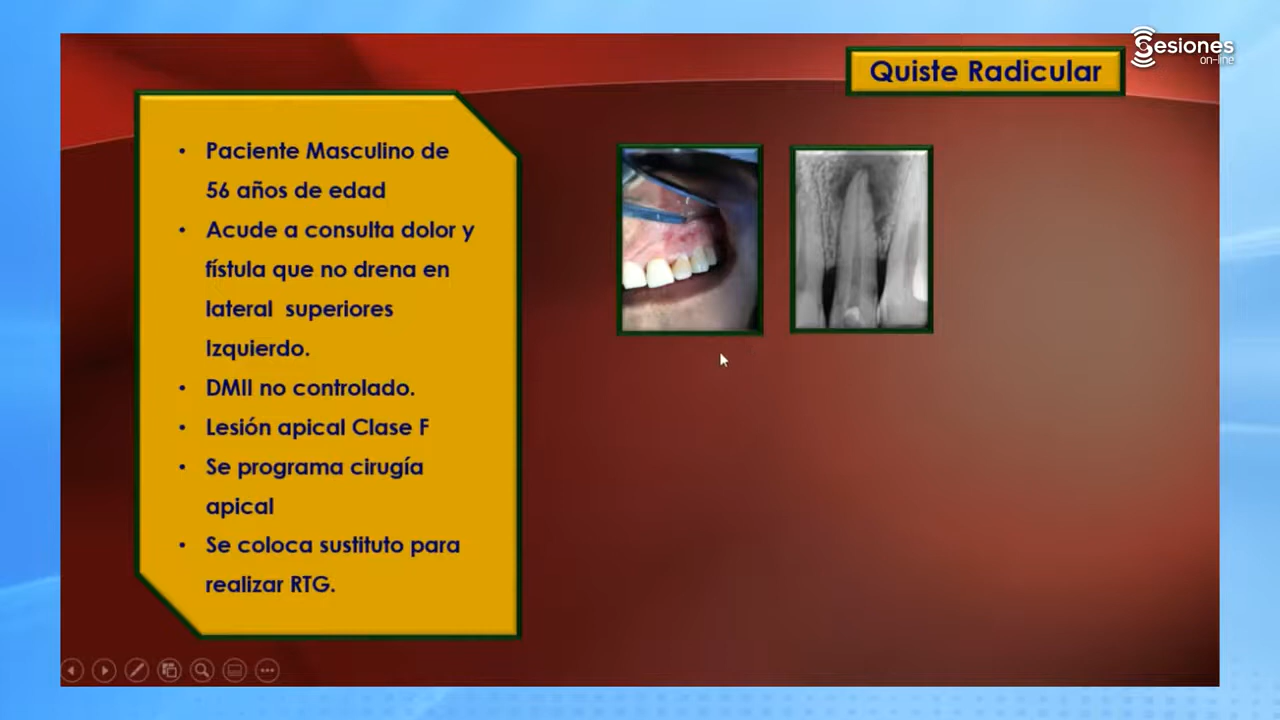 Sesiones
on-line
Quiste Radicular
• Paciente Masculino de
56 años de edad
• Acude a consulta dolor y
fístula que no drena en
lateral superiores
Izquierdo.
• DMII no controlado.
• Lesión apical Clase F
• Se programa cirugía
apical
• Se coloca sustituto para
realizar RTG.